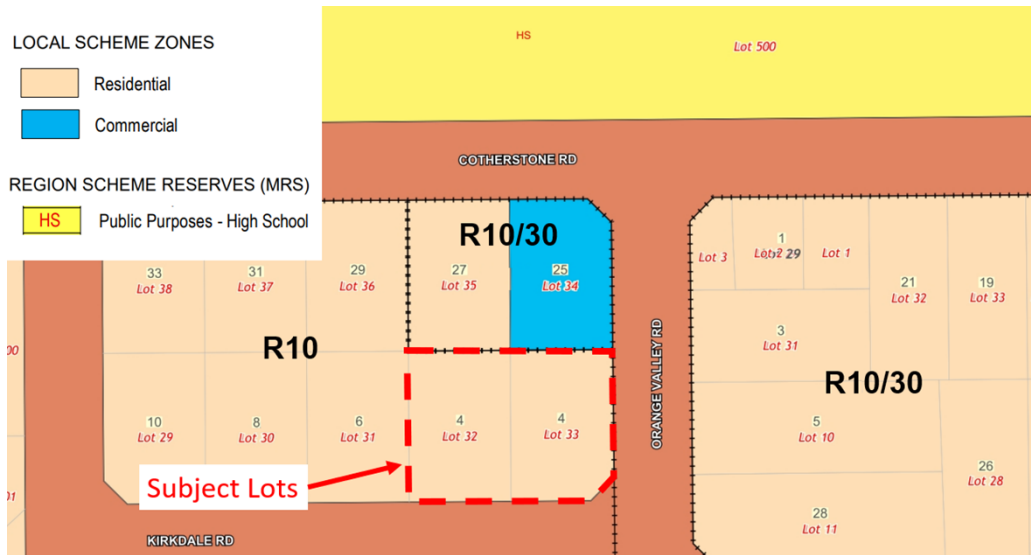 LOCAL SCHEME ZONES
Residential
Commercial
REGION SCHEME RESERVES (MRS)
HS
Public Purposes - High School
HS
Lot 500
COTHERSTONE RD
R10/30
33
Lot 38
31
Lot 37
29
Lot 36
27
Lot 35
25
Lot 34
Lot 3
1
Lot 2
29
Lot 1
21
Lot 32
19
Lot 33
3
Lot 31
R10
R10/30
ORANGE VALLEY RD
10
Lot 29
8
Lot 30
6
Lot 31
4
Lot 32
4
Lot 33
5
Lot 10
26
Lot 28
28
Lot 11
Subject Lots
KIRKDALE RD